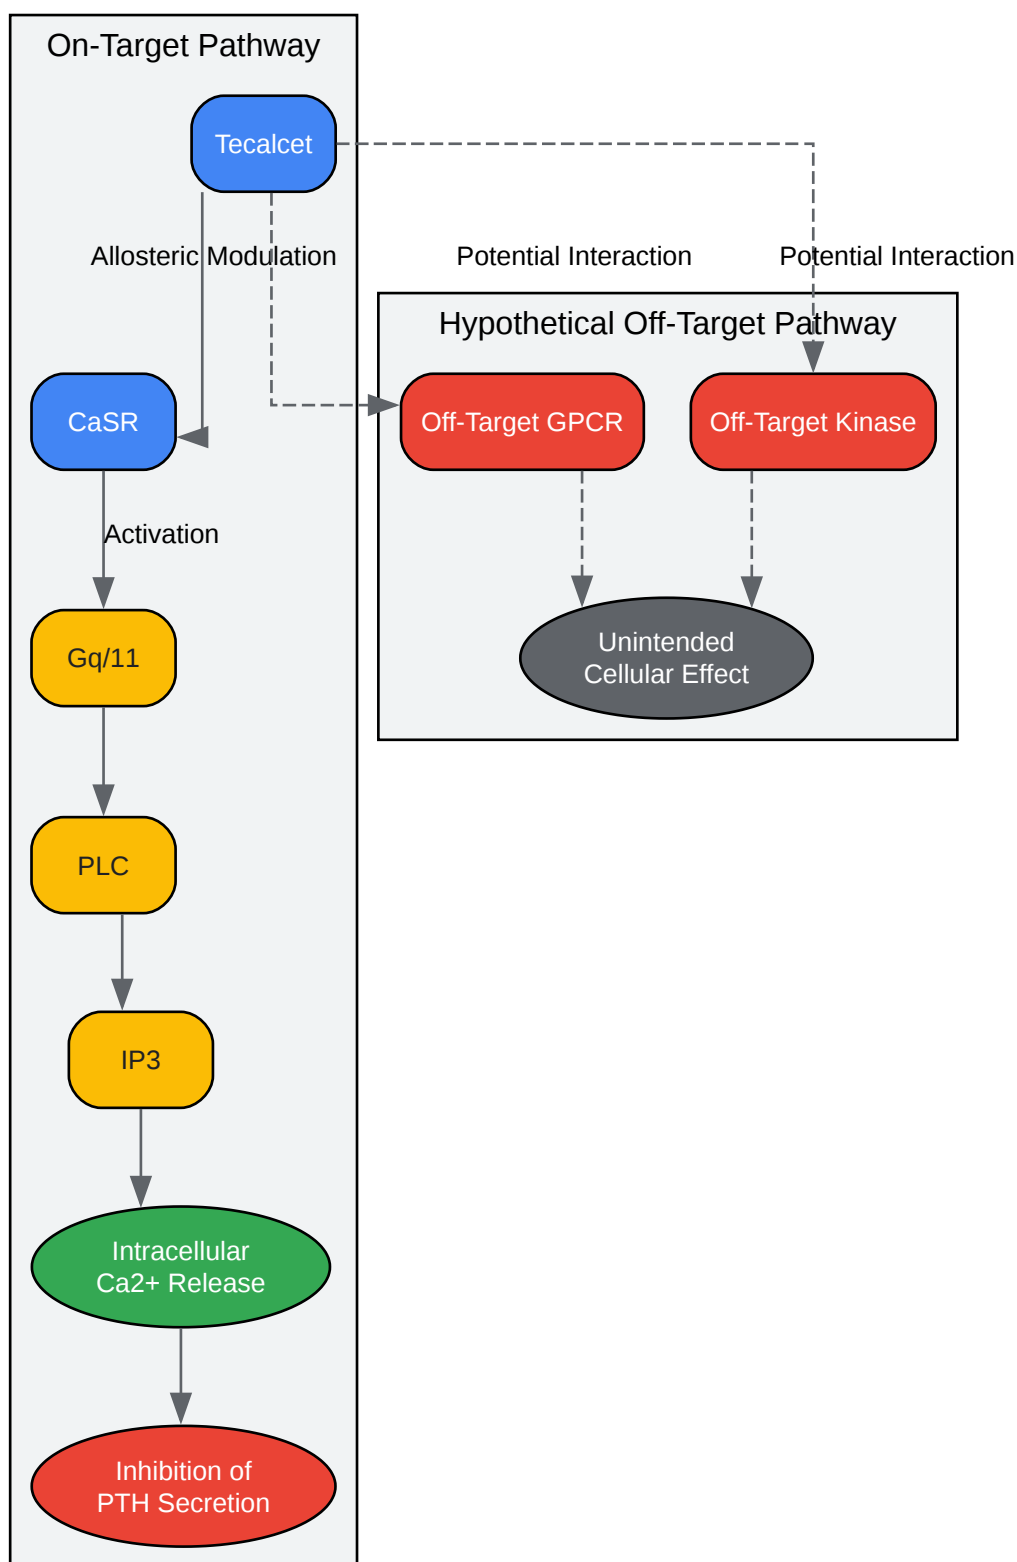 On-Target Pathway
Tecalcet
Allosteric Modulation
Potential Interaction
Potential Interaction
Hypothetical Off-Target Pathway
CaSR
Off-Target GPCR
Off-Target Kinase
Activation
Unintended
Cellular Effect
Gq/11
PLC
IP3
Intracellular
Ca2+ Release
Inhibition of
PTH Secretion